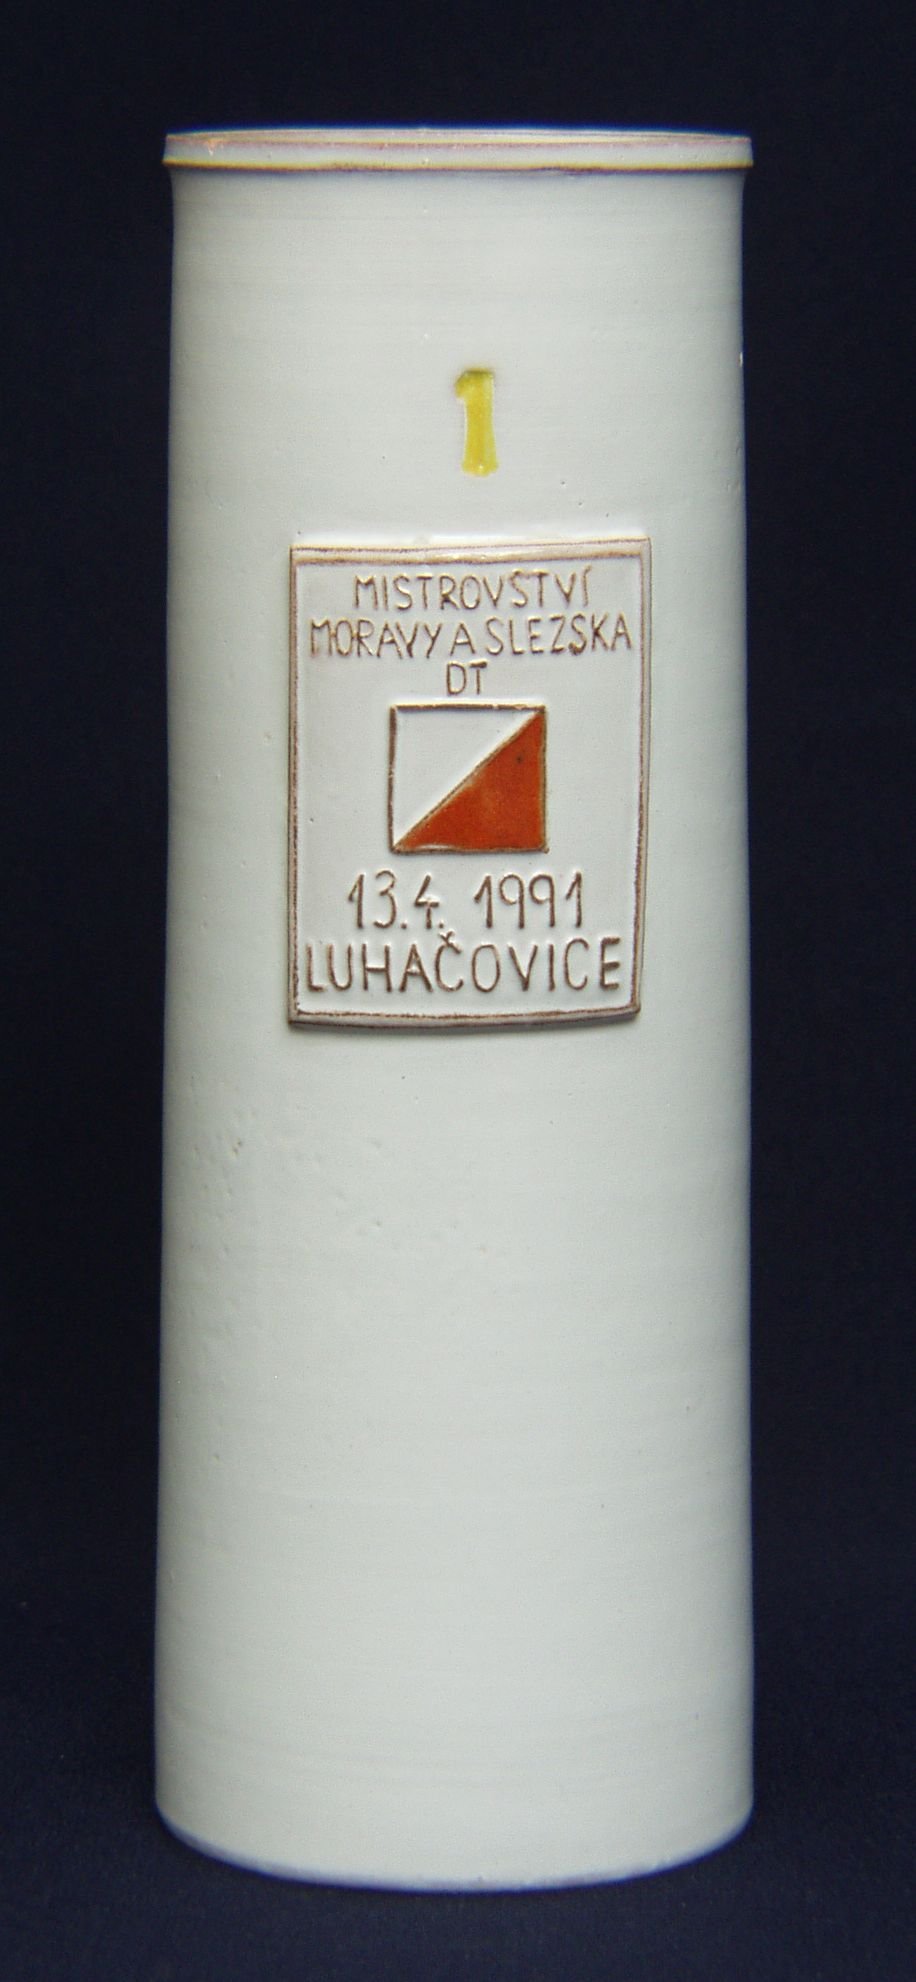 1
MISTROVSTVÍ
MORAVY A SLEZSKA
DT
13.4. 1991
LUHAČOVICE